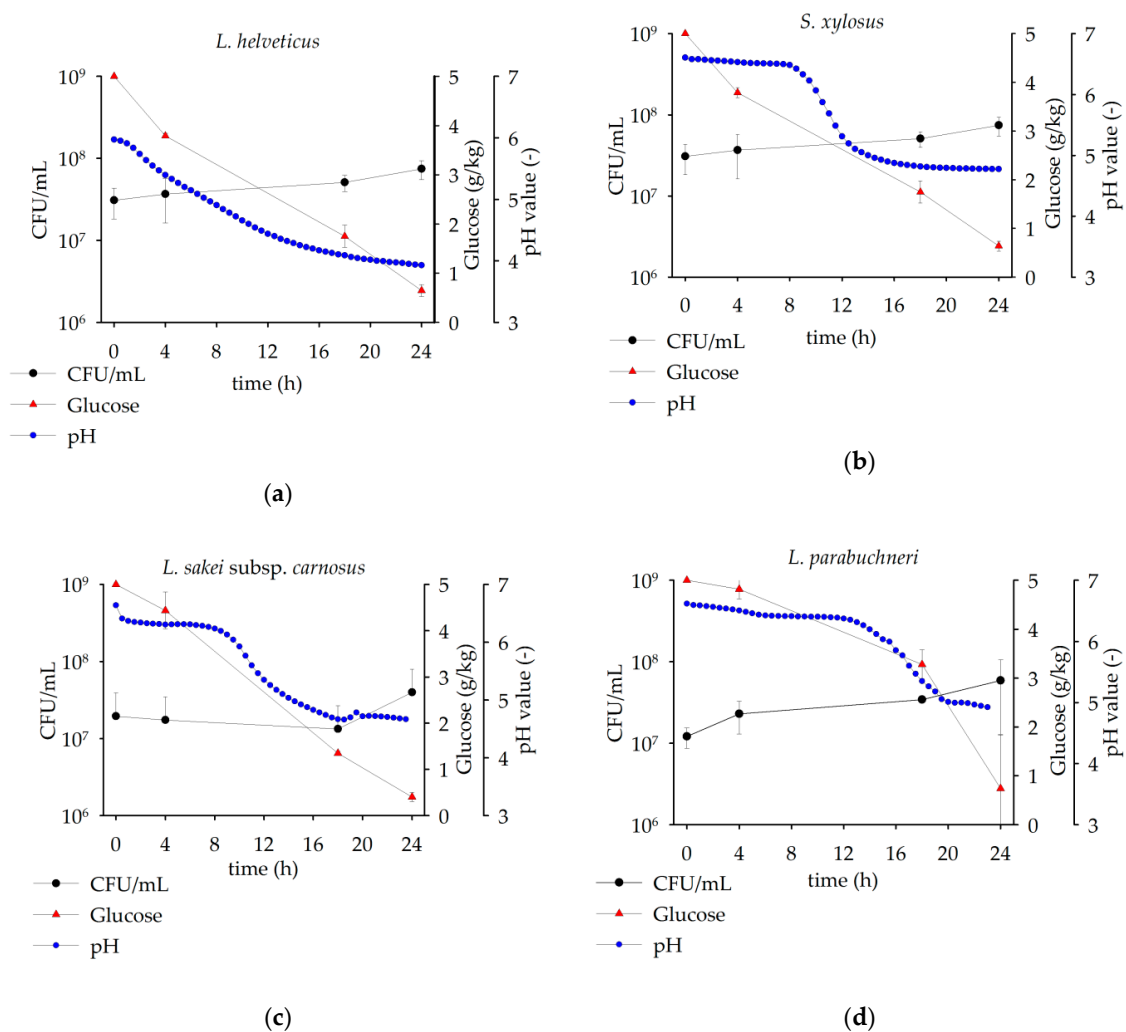 L. helveticus
10⁹
10⁸
10⁷
10⁶
CFU/mL
5
4
3
2
1
0
Glucose (g/kg)
7
6
5
4
3
pH value (-)
0 4 8 12 16 20 24
time (h)
CFU/mL
Glucose
pH
(a)
S. xylosus
10⁹
10⁸
10⁷
10⁶
CFU/mL
5
4
3
2
1
0
Glucose (g/kg)
7
6
5
4
3
pH value (-)
0 4 8 12 16 20 24
time (h)
CFU/mL
Glucose
pH
(b)
L. sakei subsp. carnosus
10⁹
10⁸
10⁷
10⁶
CFU/mL
5
4
3
2
1
0
Glucose (g/kg)
7
6
5
4
3
pH value (-)
0 4 8 12 16 20 24
time (h)
CFU/mL
Glucose
pH
(c)
L. parabuchneri
10⁹
10⁸
10⁷
10⁶
CFU/mL
5
4
3
2
1
0
Glucose (g/kg)
7
6
5
4
3
pH value (-)
0 4 8 12 16 20 24
time (h)
CFU/mL
Glucose
pH
(d)